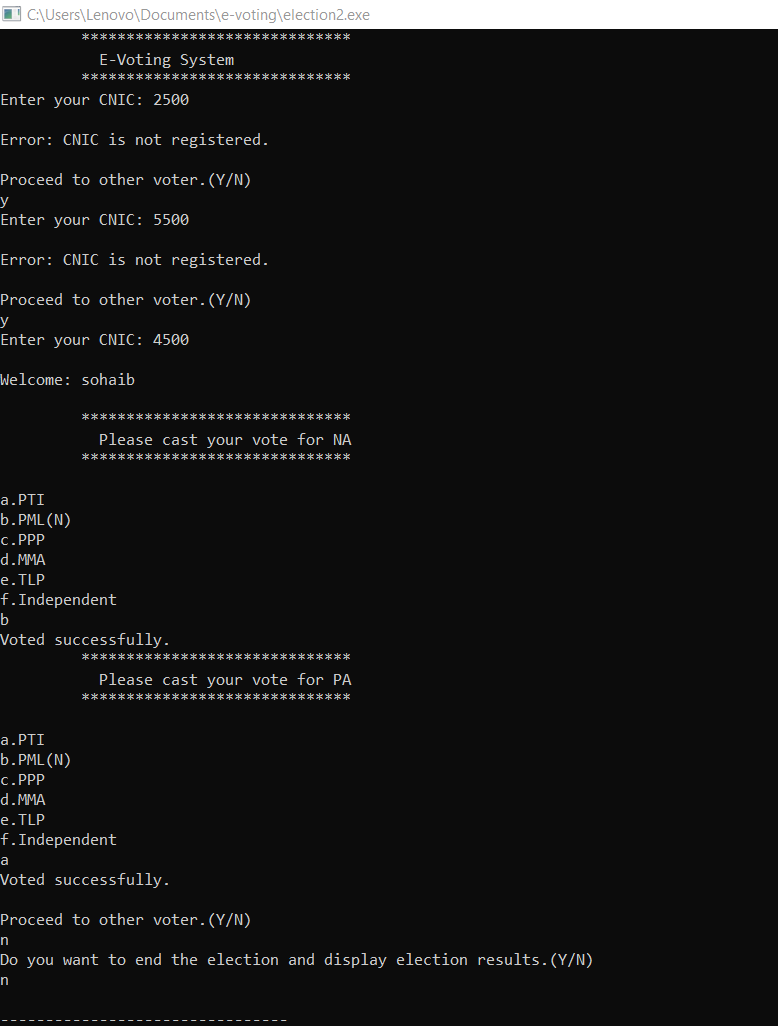 C:\Users\Lenovo\Documents\e-voting\election2.exe
******************************
E-Voting System
******************************
Enter your CNIC: 2500
Error: CNIC is not registered.
Proceed to other voter.(Y/N)
y
Enter your CNIC: 5500
Error: CNIC is not registered.
Proceed to other voter.(Y/N)
y
Enter your CNIC: 4500
Welcome: sohaib
******************************
Please cast your vote for NA
******************************
a.PTI
b.PML(N)
c.PPP
d.MMA
e.TLP
f.Independent
b
Voted successfully.
******************************
Please cast your vote for PA
******************************
a.PTI
b.PML(N)
c.PPP
d.MMA
e.TLP
f.Independent
a
Voted successfully.
Proceed to other voter.(Y/N)
n
Do you want to end the election and display election results.(Y/N)
n
--------------------------------